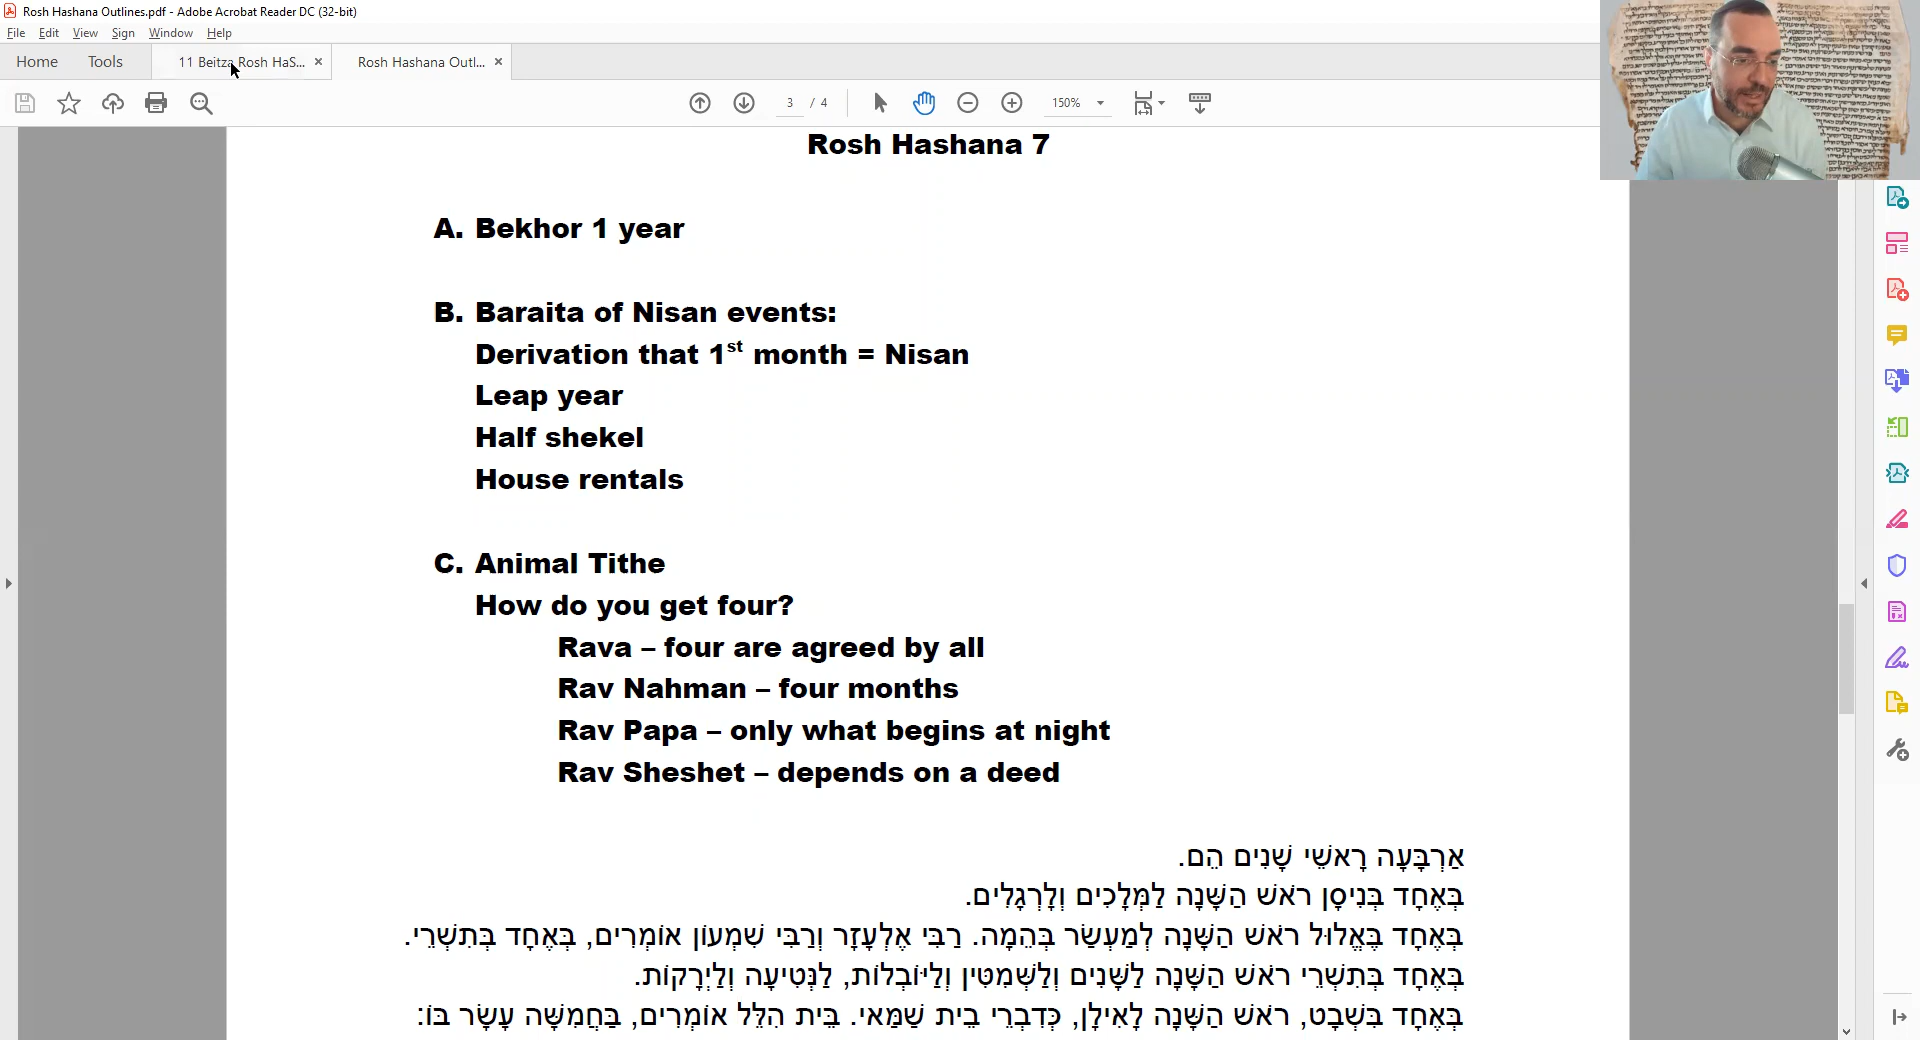 Rosh Hashana Outlines.pdf - Adobe Acrobat Reader DC (32-bit)
File Edit View Sign Window Help
Home Tools 11 Beitza Rosh HaS... × Rosh Hashana Outl... ×
3 / 4 150%
Rosh Hashana 7
A. Bekhor 1 year
B. Baraita of Nisan events:
Derivation that 1st month = Nisan
Leap year
Half shekel
House rentals
C. Animal Tithe
How do you get four?
Rava – four are agreed by all
Rav Nahman – four months
Rav Papa – only what begins at night
Rav Sheshet – depends on a deed
אַרְבָּעָה רָאשֵׁי שָׁנִים הֵם.
בְּאֶחָד בְּנִיסָן רֹאשׁ הַשָּׁנָה לַמְּלָכִים וְלָרְגָלִים.
בְּאֶחָד בֶּאֱלוּל רֹאשׁ הַשָּׁנָה לְמַעְשַׂר בְּהֵמָה. רַבִּי אֶלְעָזָר וְרַבִּי שִׁמְעוֹן אוֹמְרִים, בְּאֶחָד בְּתִשְׁרֵי.
בְּאֶחָד בְּתִשְׁרֵי רֹאשׁ הַשָּׁנָה לַשָּׁנִים וְלַשְּׁמִטִּין וְלַיּוֹבְלוֹת, לַנְּטִיעָה וְלַיְרָקוֹת.
בְּאֶחָד בִּשְׁבָט, רֹאשׁ הַשָּׁנָה לָאִילָן, כְּדִבְרֵי בֵית שַׁמַּאי. בֵּית הִלֵּל אוֹמְרִים, בַּחֲמִשָּׁה עָשָׂר בּוֹ: